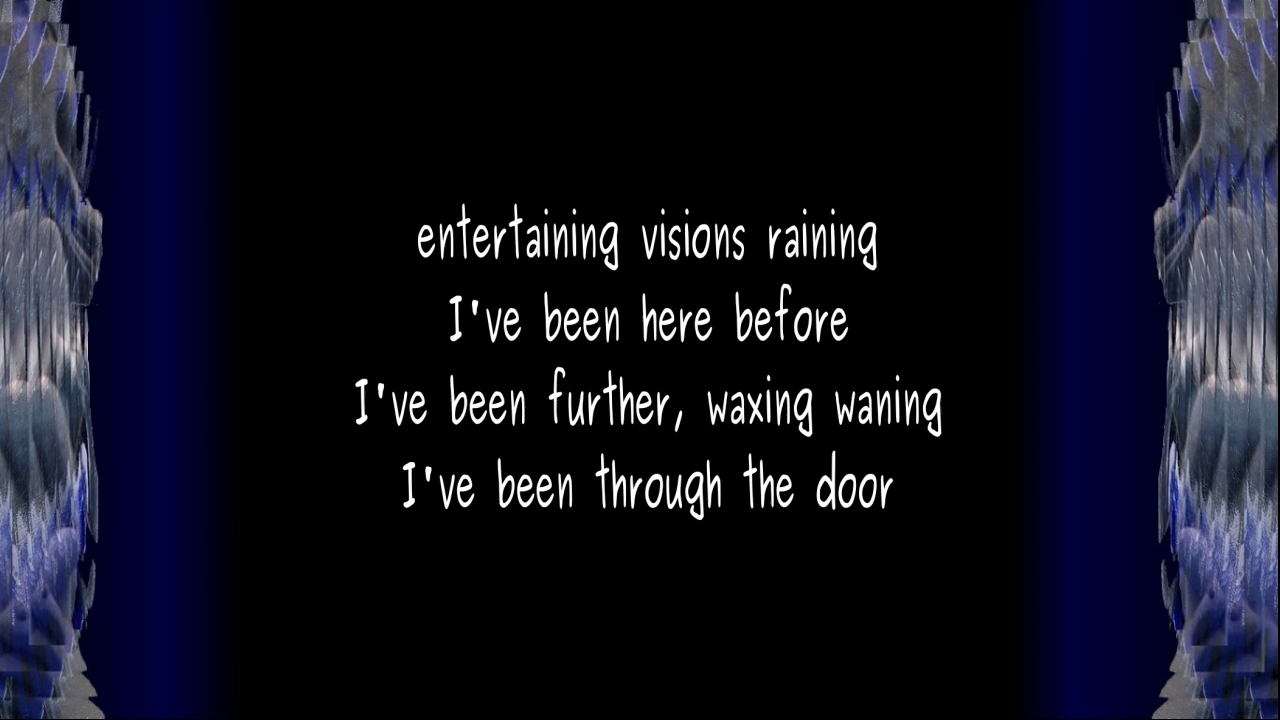 entertaining visions raining
I've been here before
I've been further, waxing waning
I've been through the door